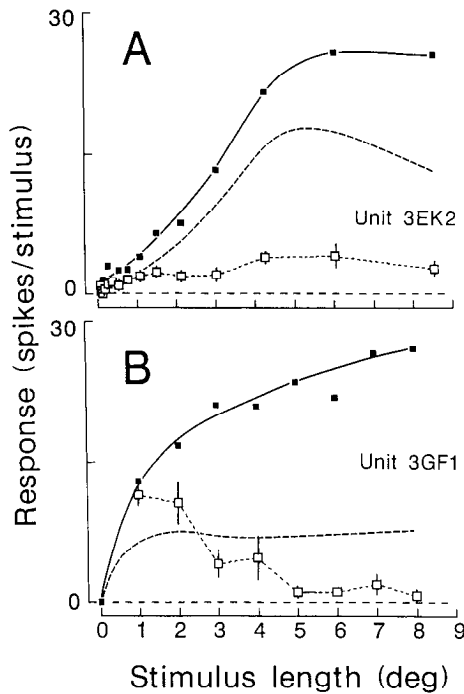 30
A
Unit 3EK2
0
30
B
Unit 3GF1
0
0 1 2 3 4 5 6 7 8 9
Stimulus length (deg)
Response (spikes/stimulus)